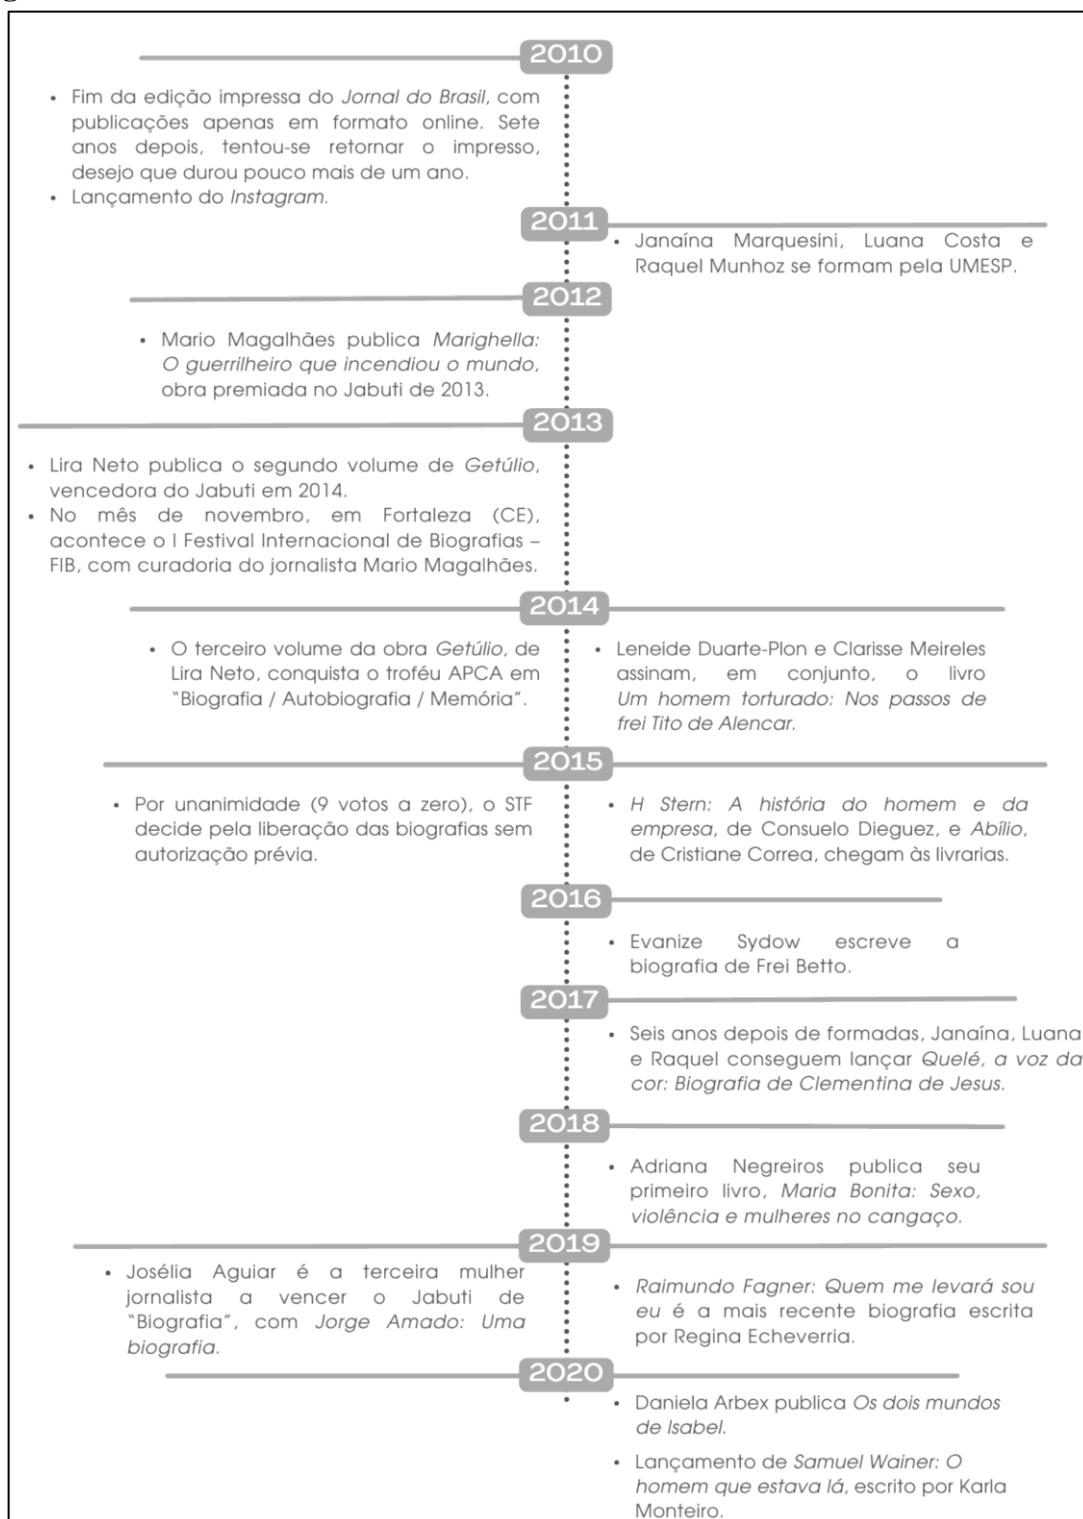 2010
• Fim da edição impressa do Jornal do Brasil, com
publicações apenas em formato online. Sete
anos depois, tentou-se retornar o impresso,
desejo que durou pouco mais de um ano.
• Lançamento do Instagram.
2011
• Janaína Marquesini, Luana Costa e
Raquel Munhoz se formam pela UMESP.
2012
• Mario Magalhães publica Marighella:
O guerrilheiro que incendiou o mundo,
obra premiada no Jabuti de 2013.
2013
• Lira Neto publica o segundo volume de Getúlio,
vencedora do Jabuti em 2014.
• No mês de novembro, em Fortaleza (CE),
acontece o I Festival Internacional de Biografias –
FIB, com curadoria do jornalista Mario Magalhães.
2014
• O terceiro volume da obra Getúlio, de
Lira Neto, conquista o troféu APCA em
"Biografia / Autobiografia / Memória".
• Leneide Duarte-Plon e Clarisse Meireles
assinam, em conjunto, o livro
Um homem torturado: Nos passos de
frei Tito de Alencar.
2015
• Por unanimidade (9 votos a zero), o STF
decide pela liberação das biografias sem
autorização prévia.
• H Stern: A história do homem e da
empresa, de Consuelo Dieguez, e Abílio,
de Cristiane Correa, chegam às livrarias.
2016
• Evanize Sydow escreve a
biografia de Frei Betto.
2017
• Seis anos depois de formadas, Janaína, Luana
e Raquel conseguem lançar Quelé, a voz da
cor: Biografia de Clementina de Jesus.
2018
• Adriana Negreiros publica seu
primeiro livro, Maria Bonita: Sexo,
violência e mulheres no cangaço.
2019
• Josélia Aguiar é a terceira mulher
jornalista a vencer o Jabuti de
"Biografia", com Jorge Amado: Uma
biografia.
• Raimundo Fagner: Quem me levará sou
eu é a mais recente biografia escrita
por Regina Echeverria.
2020
• Daniela Arbex publica Os dois mundos
de Isabel.
• Lançamento de Samuel Wainer: O
homem que estava lá, escrito por Karla
Monteiro.